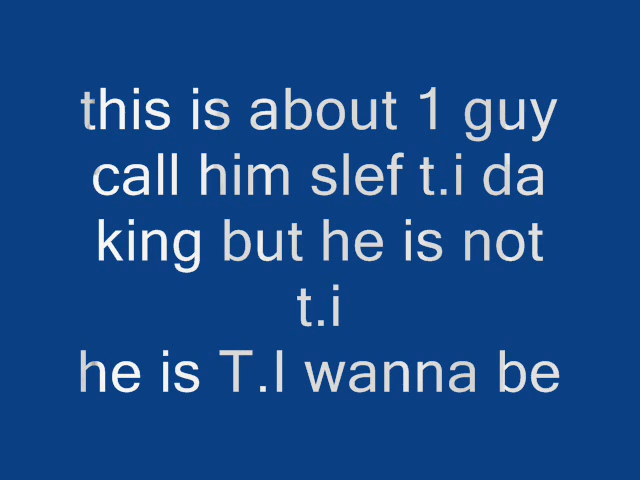 this is about 1 guy
call him slef t.i da
king but he is not
t.i
he is T.I wanna be